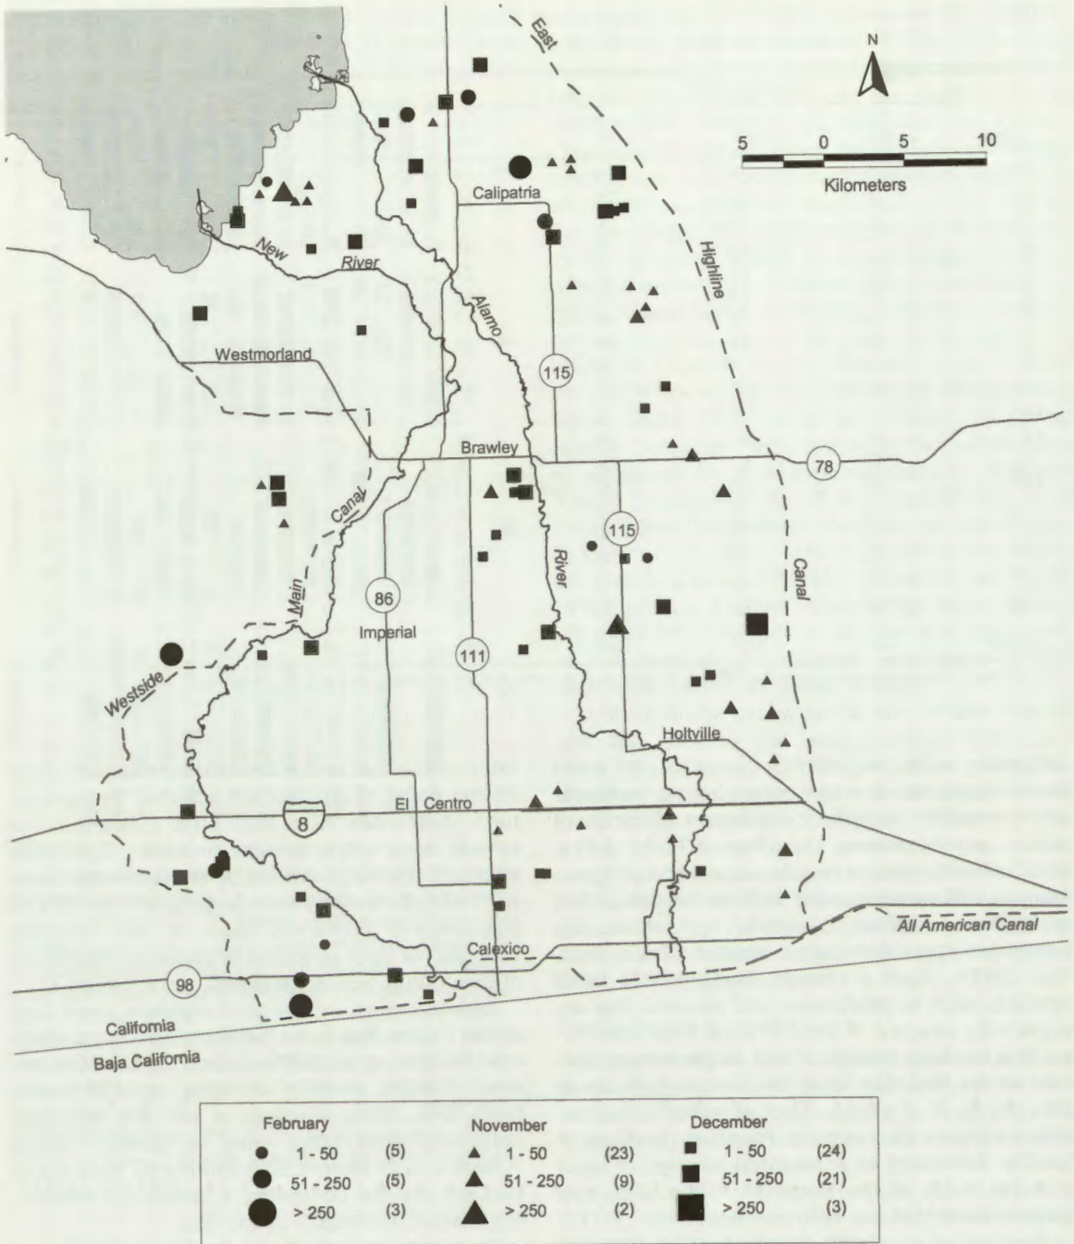 East
N
5 0 5 10
Kilometers
Calipatria
Highline
New
River
Alamo
115
Westmorland
Brawley
78
Canal
115
Main
River
Canal
86
Imperial
111
Westside
Holtville
El Centro
8
All American Canal
Calexico
98
California
Baja California
February November December
1 - 50 (5) 1 - 50 (23) 1 - 50 (24)
51 - 250 (5) 51 - 250 (9) 51 - 250 (21)
> 250 (3) > 250 (2) > 250 (3)